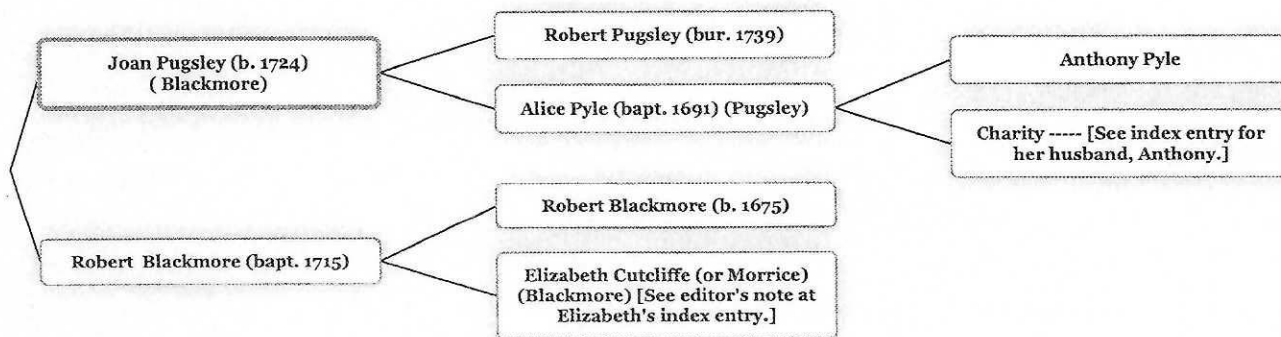 Joan Pugsley (b. 1724)
( Blackmore)
Robert Pugsley (bur. 1739)
Alice Pyle (bapt. 1691) (Pugsley)
Anthony Pyle
Charity ----- [See index entry for
her husband, Anthony.]
Robert Blackmore (bapt. 1715)
Robert Blackmore (b. 1675)
Elizabeth Cutcliffe (or Morrice)
(Blackmore) [See editor's note at
Elizabeth's index entry.]